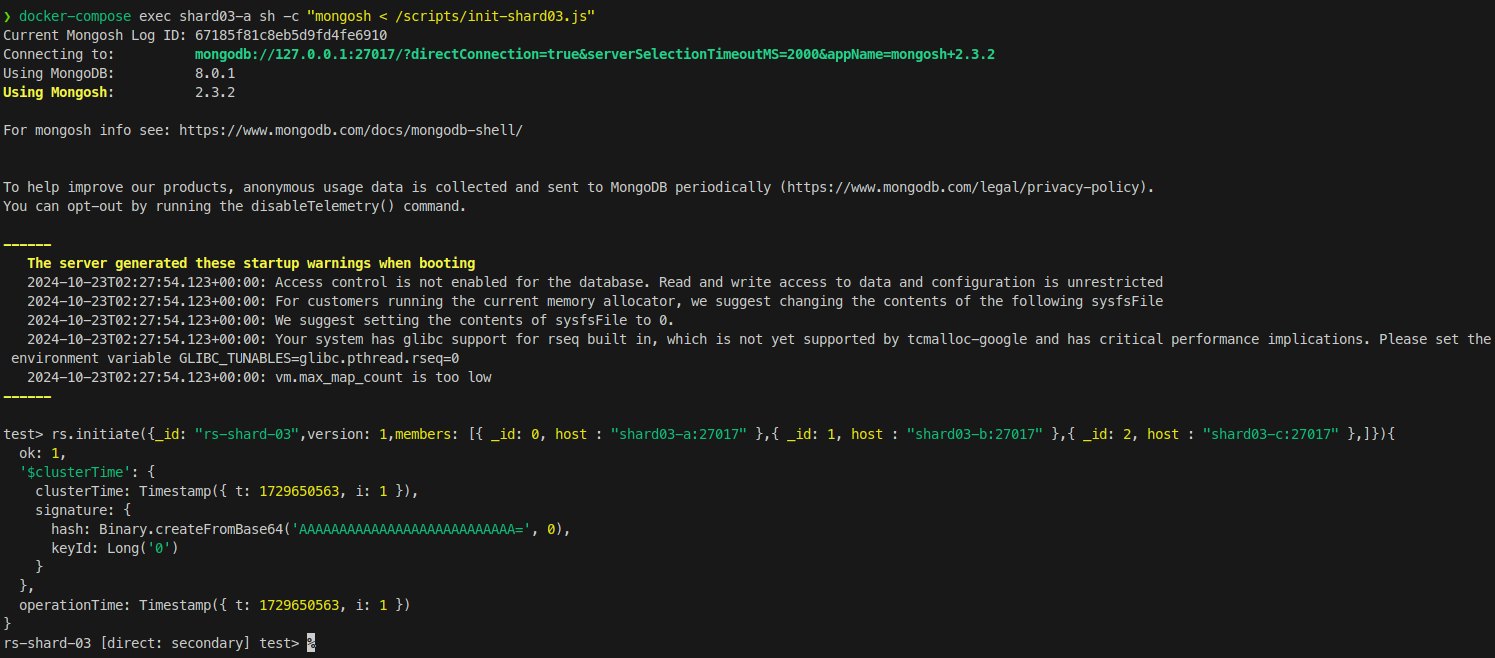 ❯ docker-compose exec shard03-a sh -c "mongosh < /scripts/init-shard03.js"
Current Mongosh Log ID: 67185f81c8eb5d9fd4fe6910
Connecting to:          mongodb://127.0.0.1:27017/?directConnection=true&serverSelectionTimeoutMS=2000&appName=mongosh+2.3.2
Using MongoDB:          8.0.1
Using Mongosh:          2.3.2

For mongosh info see: https://www.mongodb.com/docs/mongodb-shell/


To help improve our products, anonymous usage data is collected and sent to MongoDB periodically (https://www.mongodb.com/legal/privacy-policy).
You can opt-out by running the disableTelemetry() command.

------
   The server generated these startup warnings when booting
   2024-10-23T02:27:54.123+00:00: Access control is not enabled for the database. Read and write access to data and configuration is unrestricted
   2024-10-23T02:27:54.123+00:00: For customers running the current memory allocator, we suggest changing the contents of the following sysfsFile
   2024-10-23T02:27:54.123+00:00: We suggest setting the contents of sysfsFile to 0.
   2024-10-23T02:27:54.123+00:00: Your system has glibc support for rseq built in, which is not yet supported by tcmalloc-google and has critical performance implications. Please set the
 environment variable GLIBC_TUNABLES=glibc.pthread.rseq=0
   2024-10-23T02:27:54.123+00:00: vm.max_map_count is too low
------

test> rs.initiate({_id: "rs-shard-03",version: 1,members: [{ _id: 0, host : "shard03-a:27017" },{ _id: 1, host : "shard03-b:27017" },{ _id: 2, host : "shard03-c:27017" },]}){
  ok: 1,
  '$clusterTime': {
    clusterTime: Timestamp({ t: 1729650563, i: 1 }),
    signature: {
      hash: Binary.createFromBase64('AAAAAAAAAAAAAAAAAAAAAAAAAAA=', 0),
      keyId: Long('0')
    }
  },
  operationTime: Timestamp({ t: 1729650563, i: 1 })
}
rs-shard-03 [direct: secondary] test> %